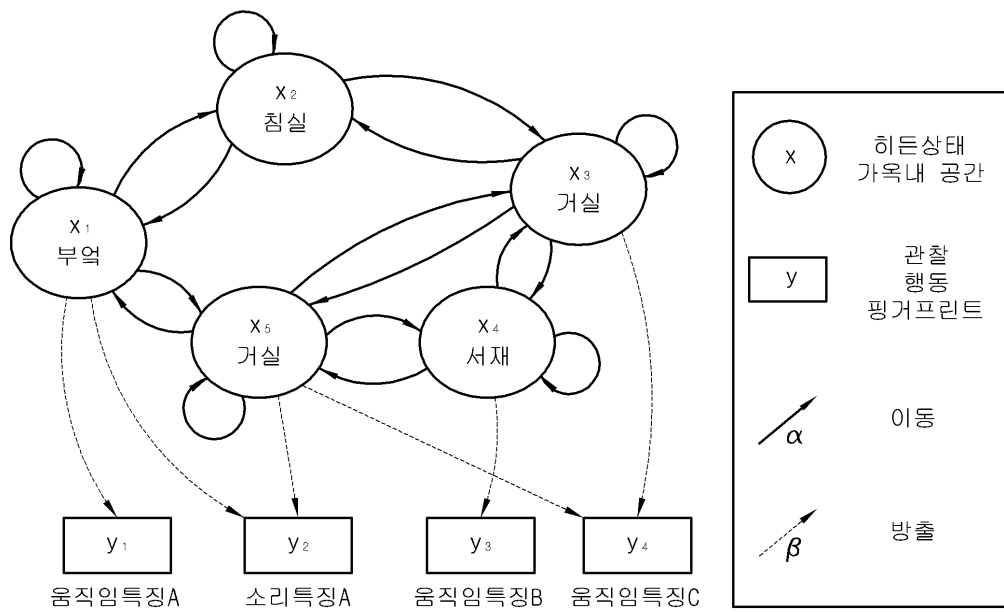 x₂
침실
x₃
거실
x₁
부엌
x₅
거실
x₄
서재
y₁
y₂
y₃
y₄
움직임특징A
소리특징A
움직임특징B
움직임특징C
x
히든상태
가옥내 공간
y
관찰
행동
핑거프린트
α
이동
β
방출